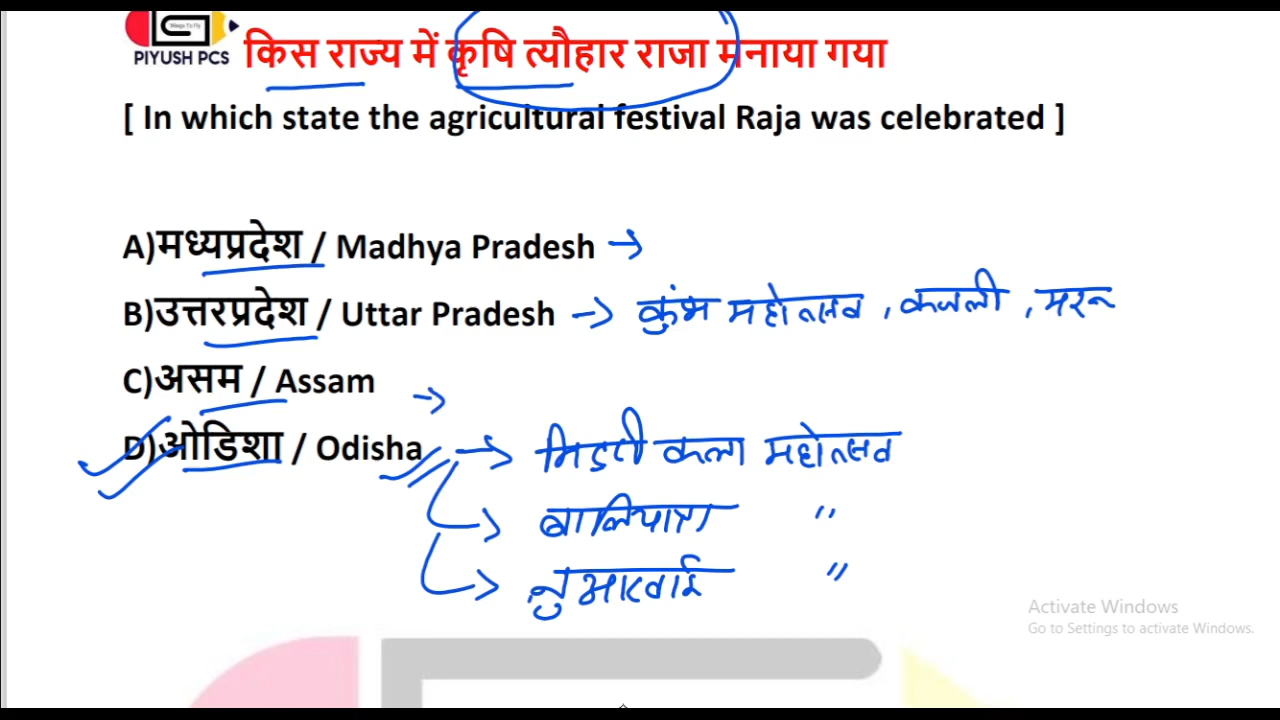 PIYUSH PCS
किस राज्य में कृषि त्यौहार राजा मनाया गया
[ In which state the agricultural festival Raja was celebrated ]
A)मध्यप्रदेश / Madhya Pradesh →
B)उत्तरप्रदेश / Uttar Pradesh → कुंभ महोत्सव , कजली ,
C)असम / Assam →
D)ओडिशा / Odisha → कला महोत्सव
बालियात्रा "
"
Activate Windows
Go to Settings to activate Windows.